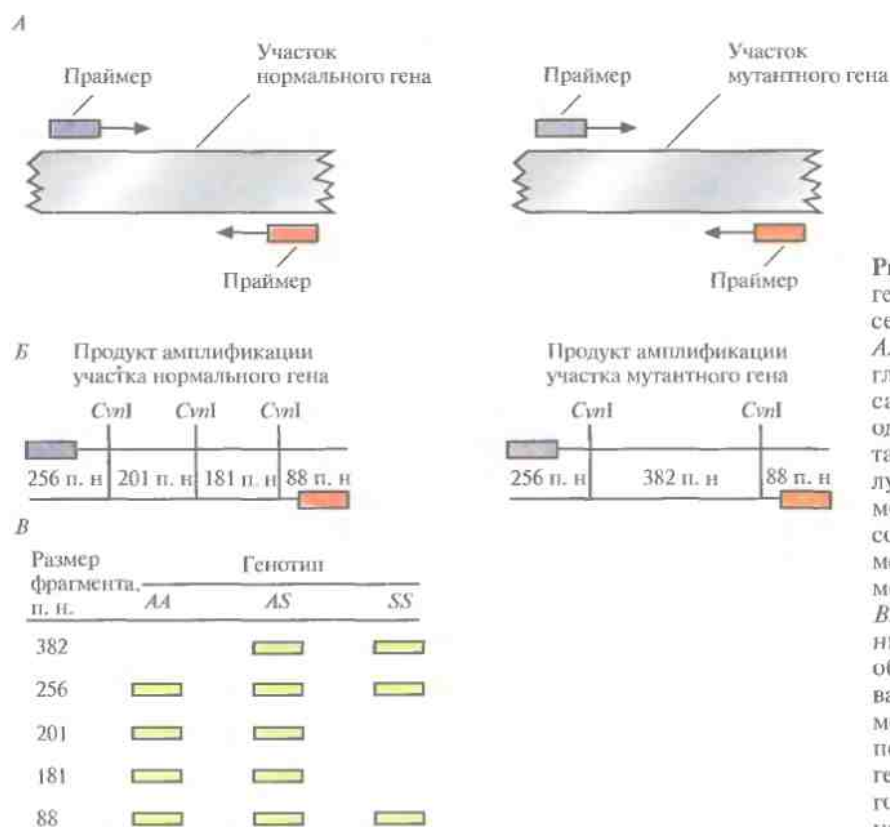 А
Участок
нормального гена
Праймер
Праймер
Участок
мутантного гена
Праймер
Праймер
Б
Продукт амплификации
участка нормального гена
CvnI CvnI CvnI
256 п. н 201 п. н 181 п. н 88 п. н
Продукт амплификации
участка мутантного гена
CvnI CvnI
256 п. н 382 п. н 88 п. н
В
Размер
фрагмента,
п. н.
Генотип
AA AS SS
382
256
201
181
88